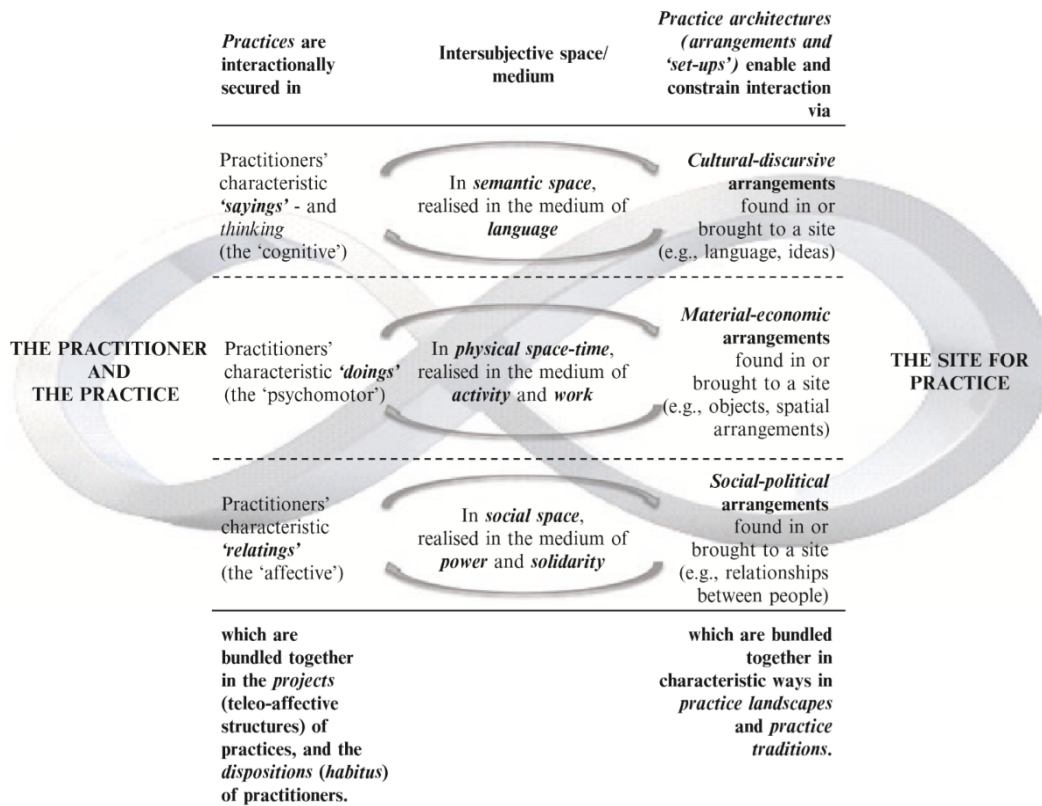 Practices are
interactionally
secured in
Intersubjective space/
medium
Practice architectures
(arrangements and
‘set-ups’) enable and
constrain interaction
via
Practitioners’
characteristic
‘sayings’ - and
thinking
(the ‘cognitive’)
In semantic space,
realised in the medium of
language
Cultural-discursive
arrangements
found in or
brought to a site
(e.g., language, ideas)
THE PRACTITIONER
AND
THE PRACTICE
Practitioners’
characteristic ‘doings’
(the ‘psychomotor’)
In physical space-time,
realised in the medium of
activity and work
Material-economic
arrangements
found in or
brought to a site
(e.g., objects, spatial
arrangements)
THE SITE FOR
PRACTICE
Practitioners’
characteristic
‘relatings’
(the ‘affective’)
In social space,
realised in the medium of
power and solidarity
Social-political
arrangements
found in or
brought to a site
(e.g., relationships
between people)
which are
bundled together
in the projects
(teleo-affective
structures) of
practices, and the
dispositions (habitus)
of practitioners.
which are bundled
together in
characteristic ways in
practice landscapes
and practice
traditions.